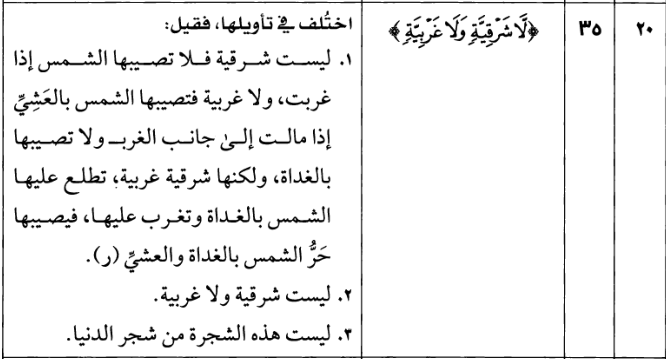 ٢٠ ٣٥ ﴿لَّا شَرْقِيَّةٍ وَلَا غَرْبِيَّةٍ﴾ اختُلف في تأويلها، فقيل:
١. ليست شرقية فلا تصيبها الشمس إذا
غربت، ولا غربية فتصيبها الشمس بالعَشِيِّ
إذا مالت إلىٰ جانب الغرب ولا تصيبها
بالغداة، ولكنها شرقية غربية؛ تطلع عليها
الشمس بالغداة وتغرب عليها، فيصيبها
حَرُّ الشمس بالغداة والعشيِّ (ر).
٢. ليست شرقية ولا غربية.
٣. ليست هذه الشجرة من شجر الدنيا.